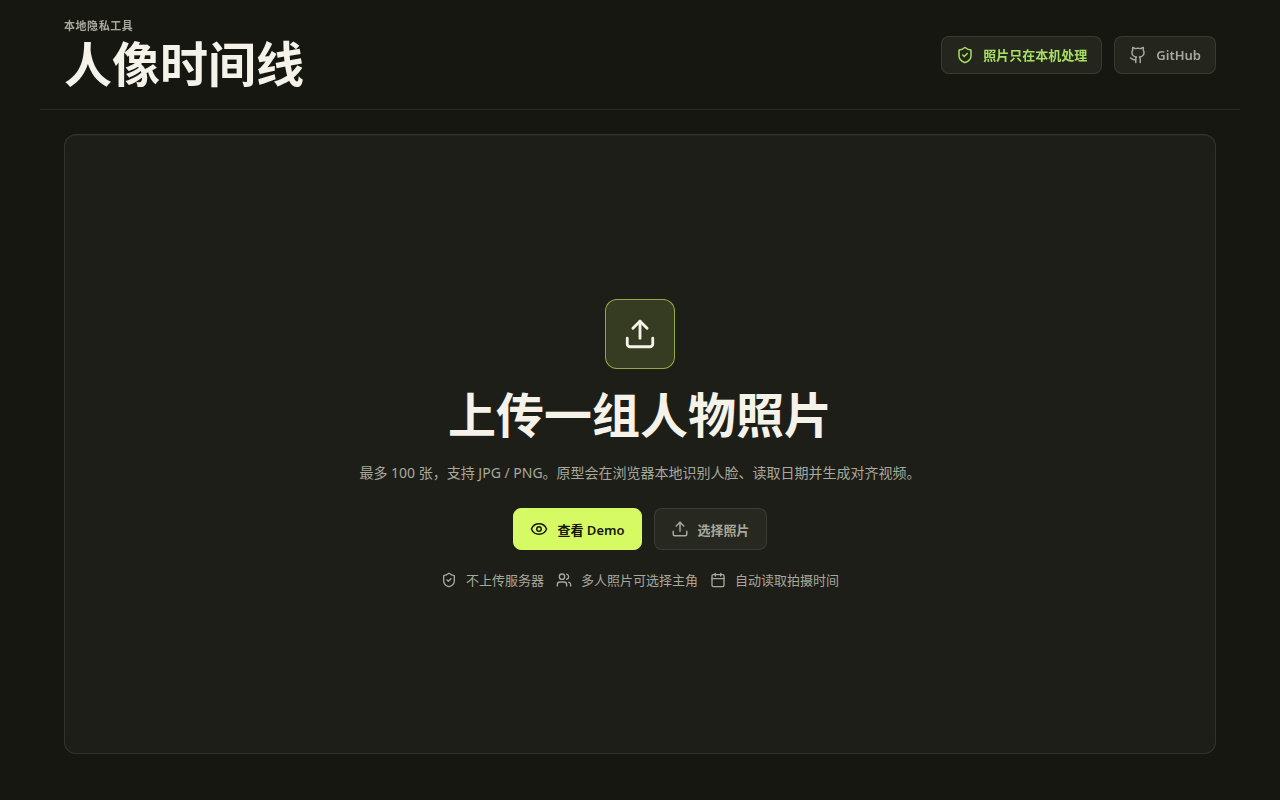 本地隐私工具
人像时间线
照片只在本机处理
GitHub
上传一组人物照片
最多 100 张，支持 JPG / PNG。原型会在浏览器本地识别人脸、读取日期并生成对齐视频。
查看 Demo
选择照片
不上传服务器 多人照片可选择主角 自动读取拍摄时间